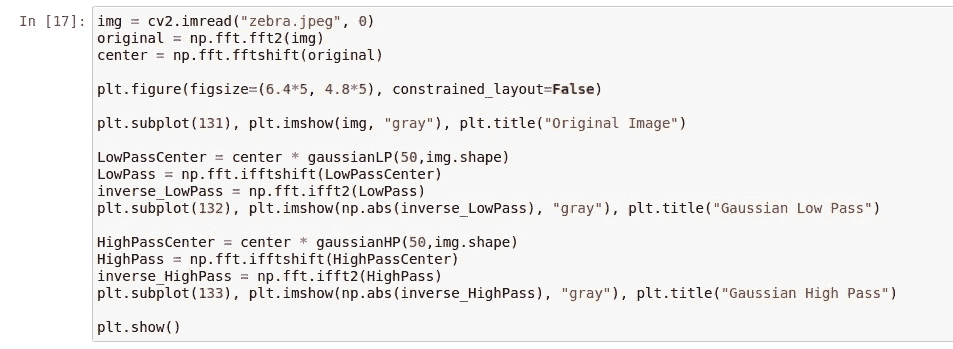 In [17]: img = cv2.imread("zebra.jpeg", 0)
original = np.fft.fft2(img)
center = np.fft.fftshift(original)
plt.figure(figsize=(6.4*5, 4.8*5), constrained_layout=False)
plt.subplot(131), plt.imshow(img, "gray"), plt.title("Original Image")
LowPassCenter = center * gaussianLP(50,img.shape)
LowPass = np.fft.ifftshift(LowPassCenter)
inverse_LowPass = np.fft.ifft2(LowPass)
plt.subplot(132), plt.imshow(np.abs(inverse_LowPass), "gray"), plt.title("Gaussian Low Pass")
HighPassCenter = center * gaussianHP(50,img.shape)
HighPass = np.fft.ifftshift(HighPassCenter)
inverse_HighPass = np.fft.ifft2(HighPass)
plt.subplot(133), plt.imshow(np.abs(inverse_HighPass), "gray"), plt.title("Gaussian High Pass")
plt.show()